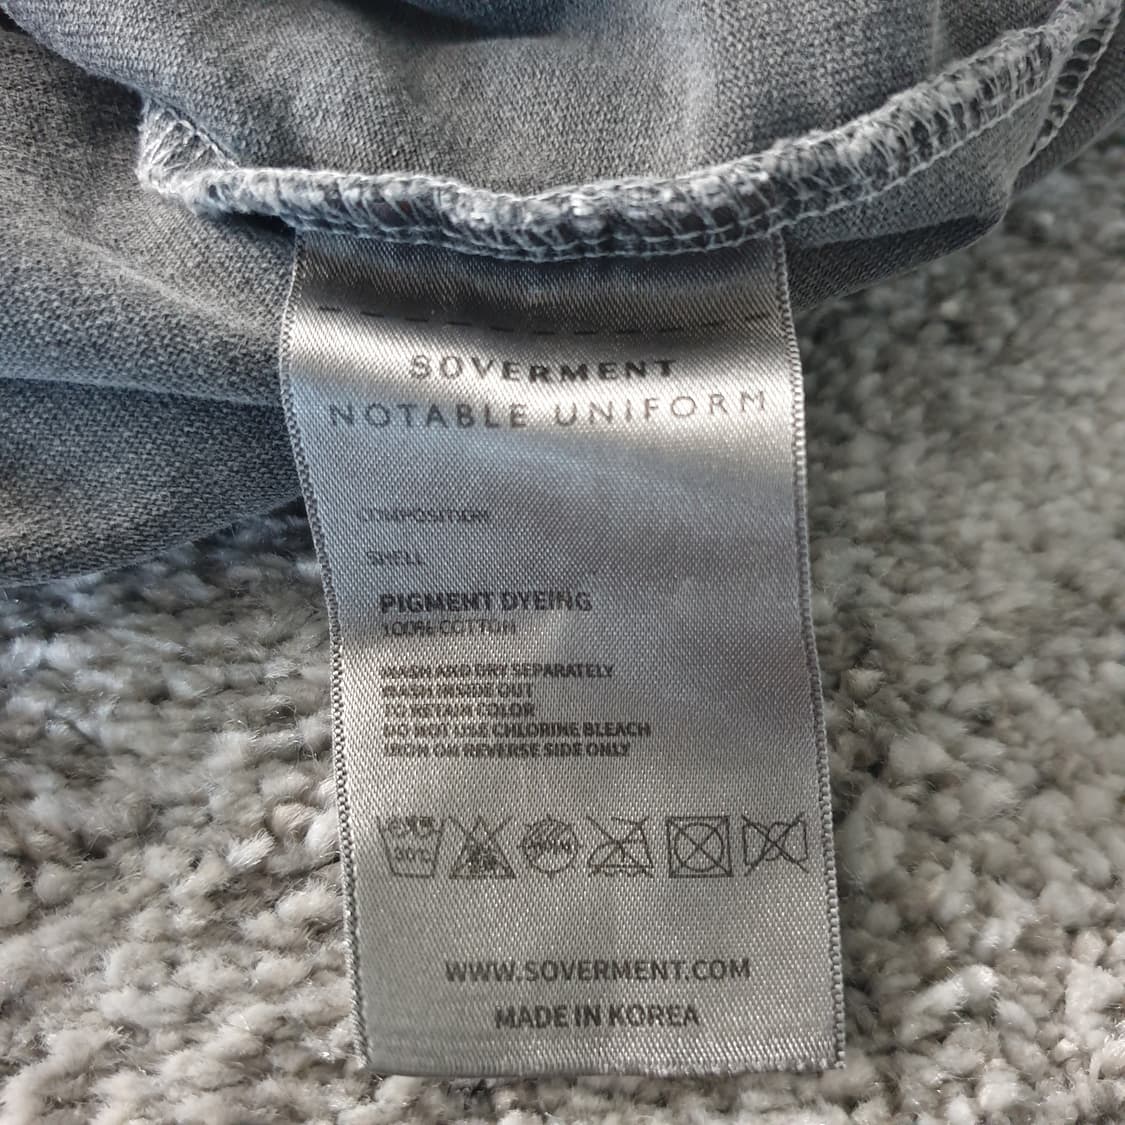 SOVERMENT
NOTABLE UNIFORM
COMPOSITION
SHELL
PIGMENT DYEING
100% COTTON
WASH AND DRY SEPARATELY
WASH INSIDE OUT
TO RETAIN COLOR
DO NOT USE CHLORINE BLEACH
IRON ON REVERSE SIDE ONLY
30℃
WWW.SOVERMENT.COM
MADE IN KOREA